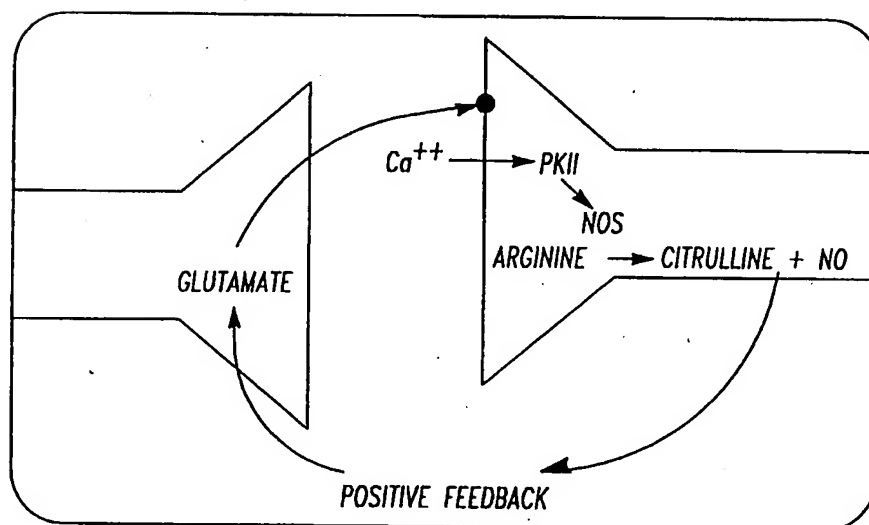 Ca++ → PKII
NOS
ARGININE → CITRULLINE + NO
GLUTAMATE
POSITIVE FEEDBACK